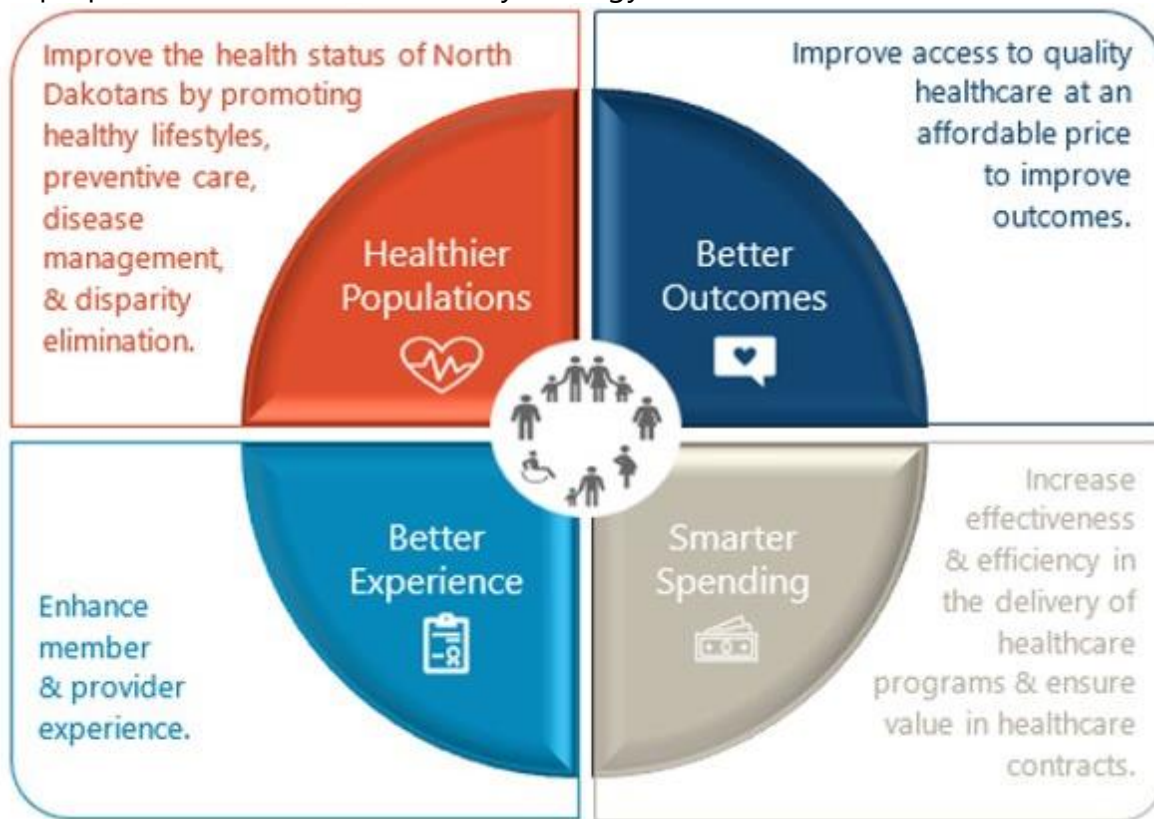 Improve the health status of North
Dakotans by promoting
healthy lifestyles,
preventive care,
disease
management,
& disparity
elimination.
Healthier
Populations
Improve access to quality
healthcare at an
affordable price
to improve
outcomes.
Better
Outcomes
Enhance
member
& provider
experience.
Better
Experience
Smarter
Spending
Increase
effectiveness
& efficiency in
the delivery of
healthcare
programs & ensure
value in healthcare
contracts.